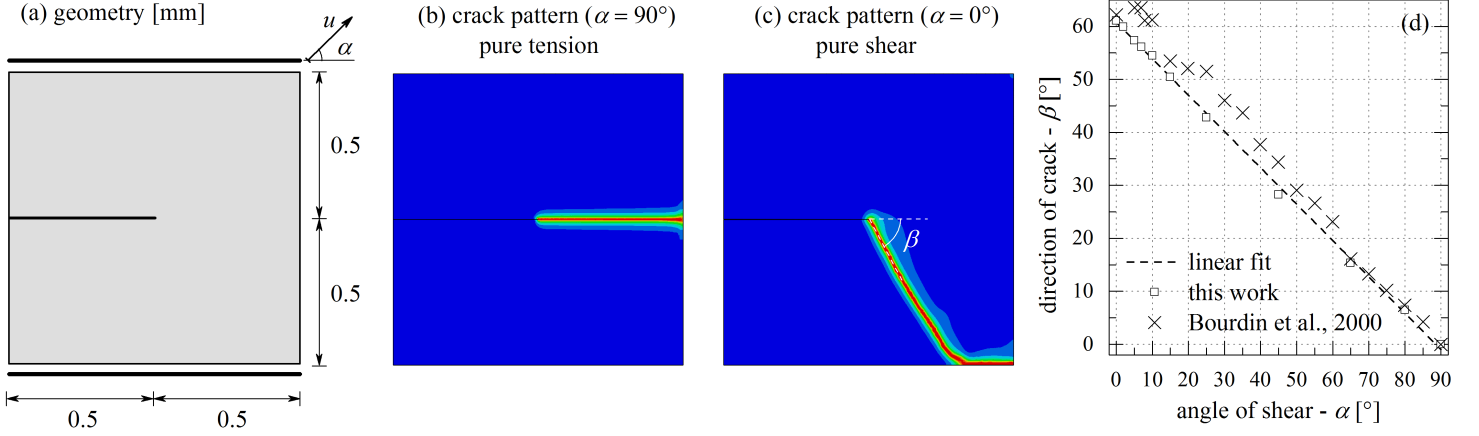 (a) geometry [mm]
u
α
0.5
0.5
0.5
0.5
(b) crack pattern (α = 90°)
pure tension
(c) crack pattern (α = 0°)
pure shear
β
(d)
direction of crack - β [°]
60
50
40
30
20
10
0
linear fit
this work
Bourdin et al., 2000
0 10 20 30 40 50 60 70 80 90
angle of shear - α [°]